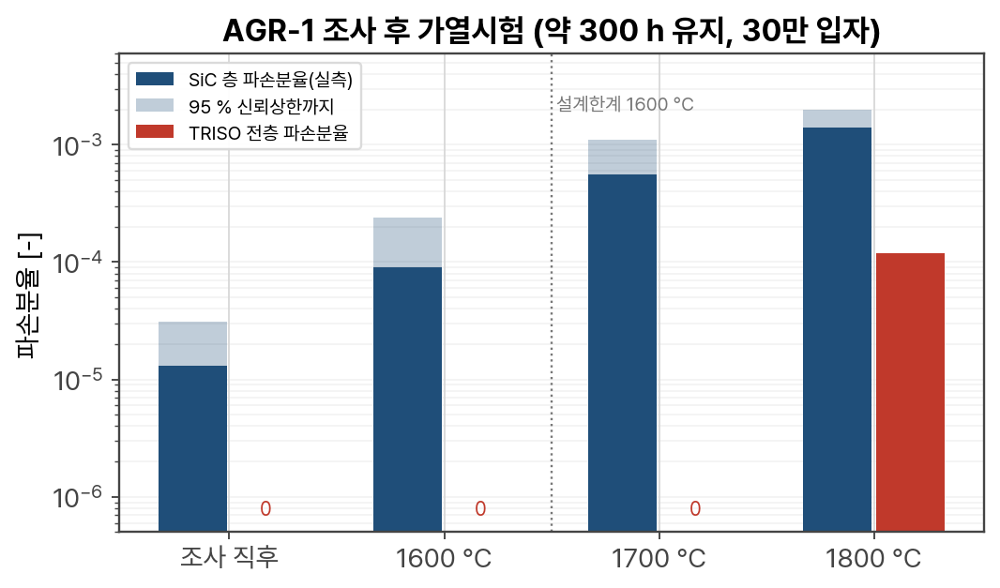 AGR-1 조사 후 가열시험 (약 300 h 유지, 30만 입자)
SiC 층 파손분율(실측)
95 % 신뢰상한까지
TRISO 전층 파손분율
설계한계 1600 °C
파손분율 [-]
10⁻³
10⁻⁴
10⁻⁵
10⁻⁶
0
0
0
조사 직후
1600 °C
1700 °C
1800 °C